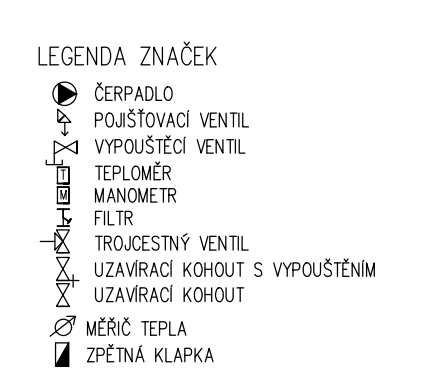 LEGENDA ZNAČEK
ČERPADLO
POJIŠŤOVACÍ VENTIL
VYPOUŠTĚCÍ VENTIL
T TEPLOMĚR
M MANOMETR
FILTR
TROJCESTNÝ VENTIL
UZAVÍRACÍ KOHOUT S VYPOUŠTĚNÍM
UZAVÍRACÍ KOHOUT
MĚŘIČ TEPLA
ZPĚTNÁ KLAPKA